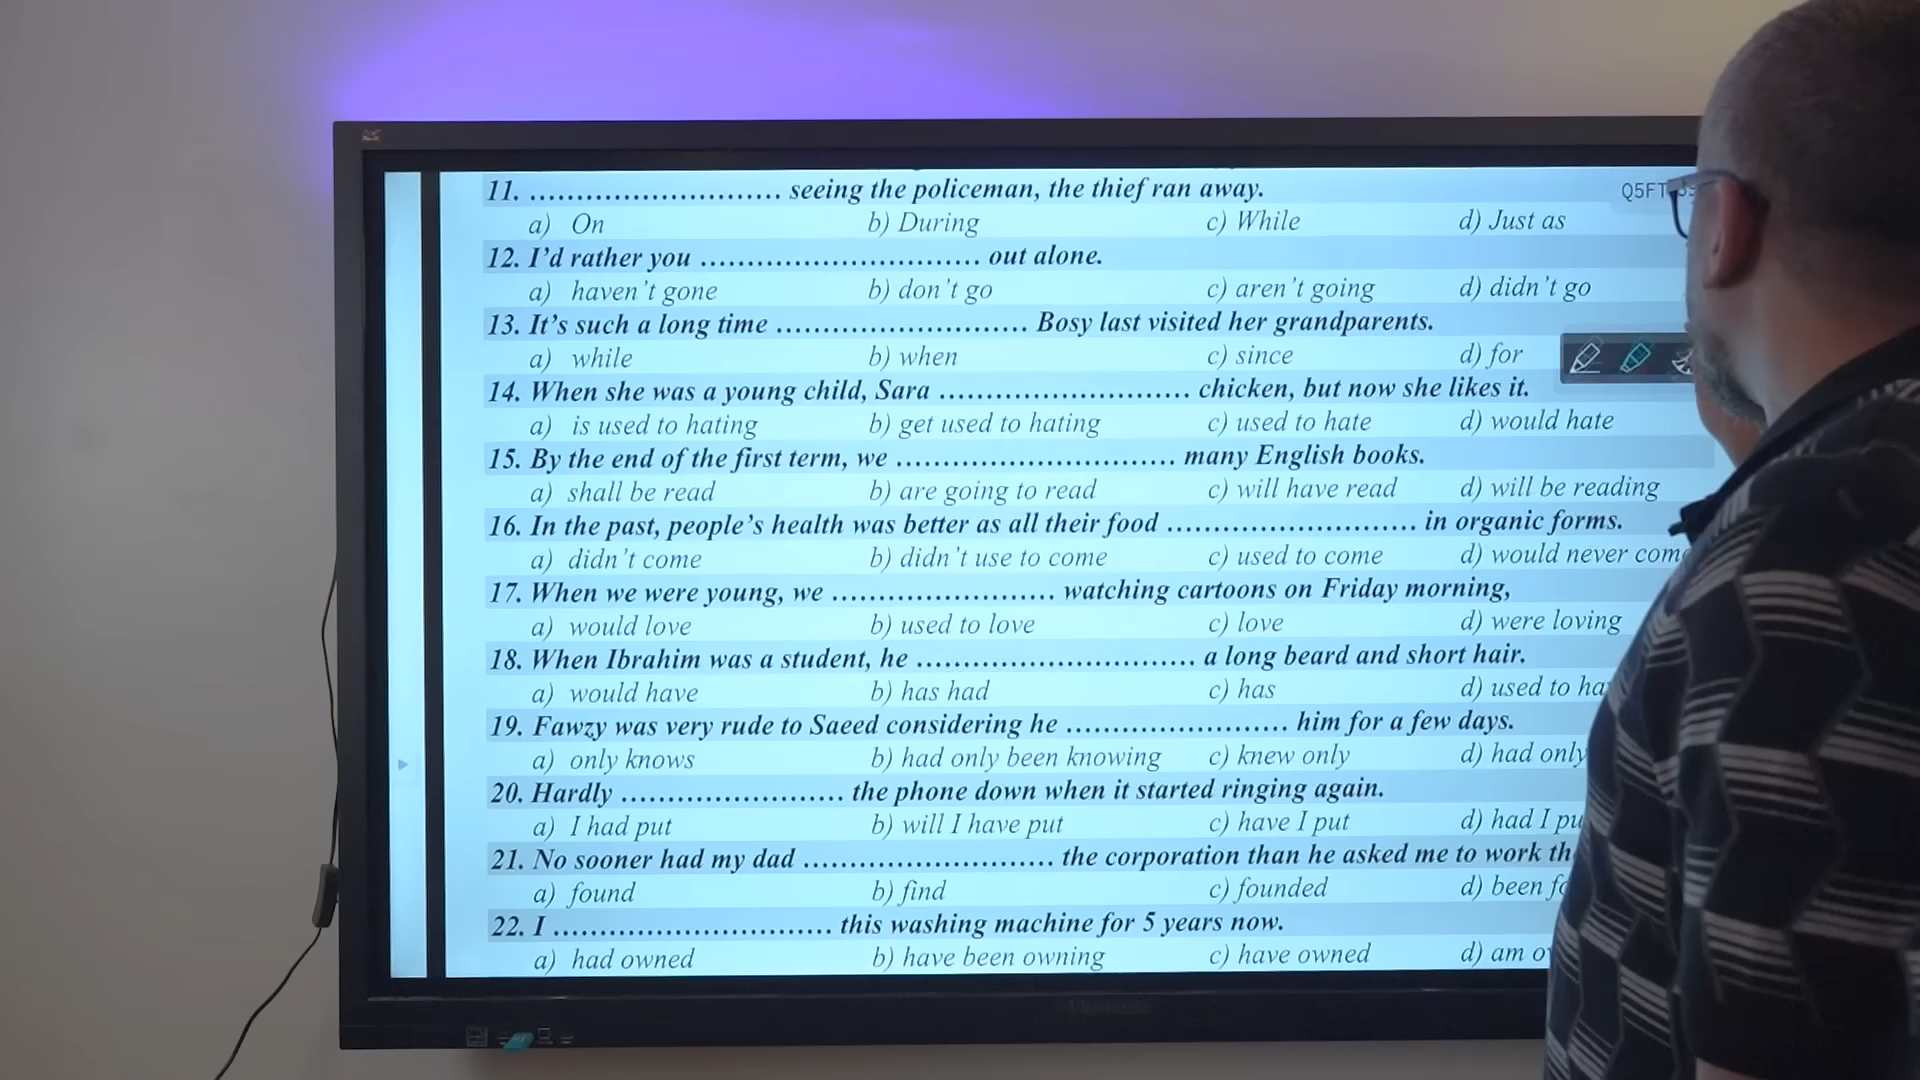 11. ........................... seeing the policeman, the thief ran away.
a) On b) During c) While d) Just as
12. I'd rather you .............................. out alone.
a) haven't gone b) don't go c) aren't going d) didn't go
13. It's such a long time ........................... Bosy last visited her grandparents.
a) while b) when c) since d) for
14. When she was a young child, Sara ........................... chicken, but now she likes it.
a) is used to hating b) get used to hating c) used to hate d) would hate
15. By the end of the first term, we .............................. many English books.
a) shall be read b) are going to read c) will have read d) will be reading
16. In the past, people's health was better as all their food ........................... in organic forms.
a) didn't come b) didn't use to come c) used to come d) would never
17. When we were young, we ........................ watching cartoons on Friday morning,
a) would love b) used to love c) love d) were loving
18. When Ibrahim was a student, he .............................. a long beard and short hair.
a) would have b) has had c) has d) used to
19. Fawzy was very rude to Saeed considering he ........................ him for a few days.
a) only knows b) had only been knowing c) knew only d) had only
20. Hardly ........................ the phone down when it started ringing again.
a) I had put b) will I have put c) have I put d) had I
21. No sooner had my dad ........................... the corporation than he asked me to work
a) found b) find c) founded d) been
22. I .............................. this washing machine for 5 years now.
a) had owned b) have been owning c) have owned d) am